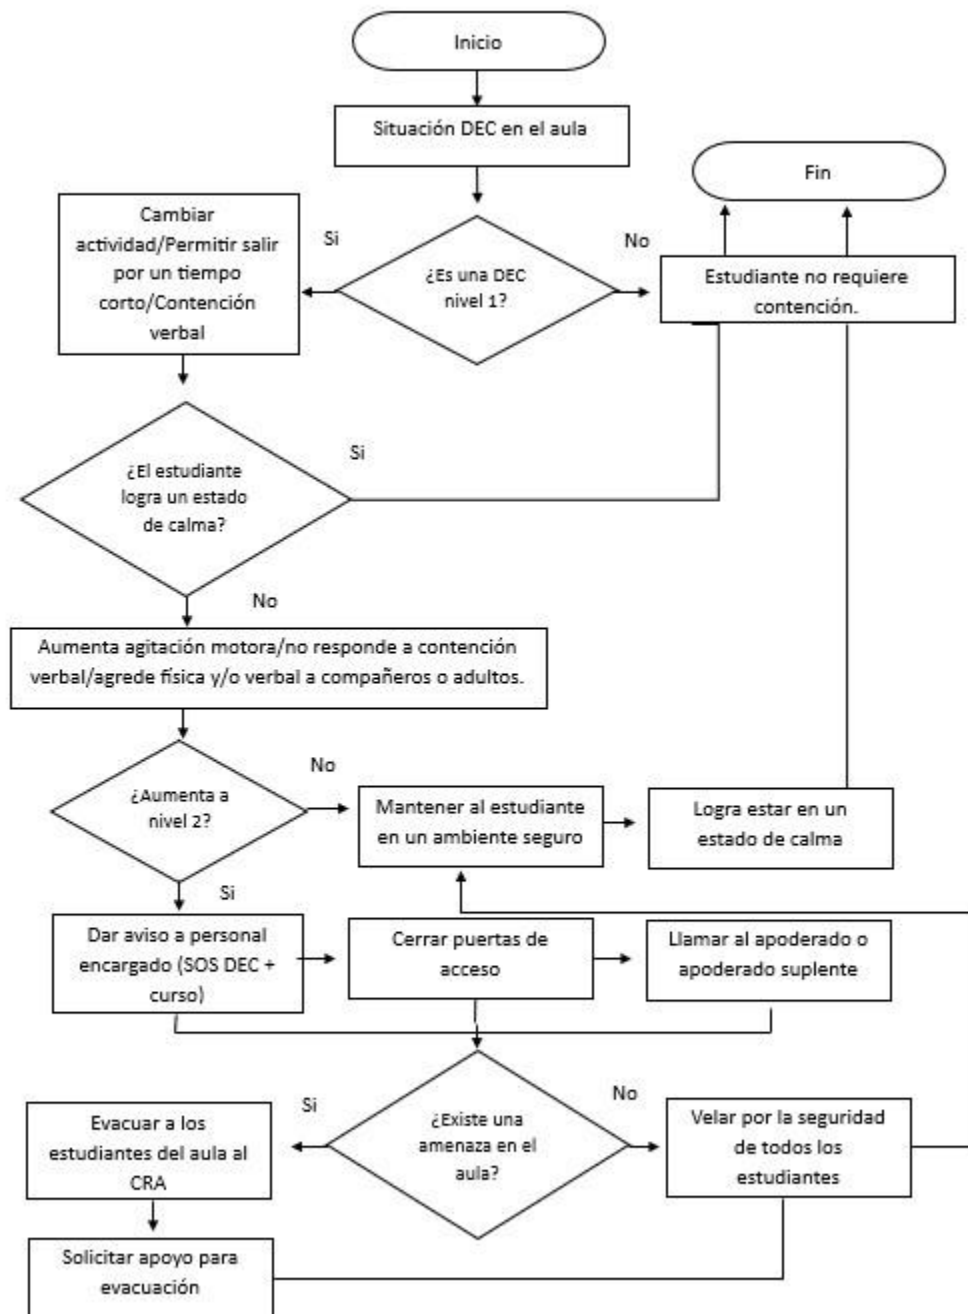 Inicio
Situación DEC en el aula
Fin
Cambiar
actividad/Permitir salir
por un tiempo
corto/Contención
verbal
Si
¿Es una DEC
nivel 1?
No
Estudiante no requiere
contención.
¿El estudiante
logra un estado
de calma?
Si
No
Aumenta agitación motora/no responde a contención
verbal/agrede física y/o verbal a compañeros o adultos.
¿Aumenta a
nivel 2?
No
Mantener al estudiante
en un ambiente seguro
Logra estar en un
estado de calma
Si
Dar aviso a personal
encargado (SOS DEC +
curso)
Cerrar puertas de
acceso
Llamar al apoderado o
apoderado suplente
Evacuar a los
estudiantes del aula al
CRA
Si
¿Existe una
amenaza en el
aula?
No
Velar por la seguridad
de todos los
estudiantes
Solicitar apoyo para
evacuación